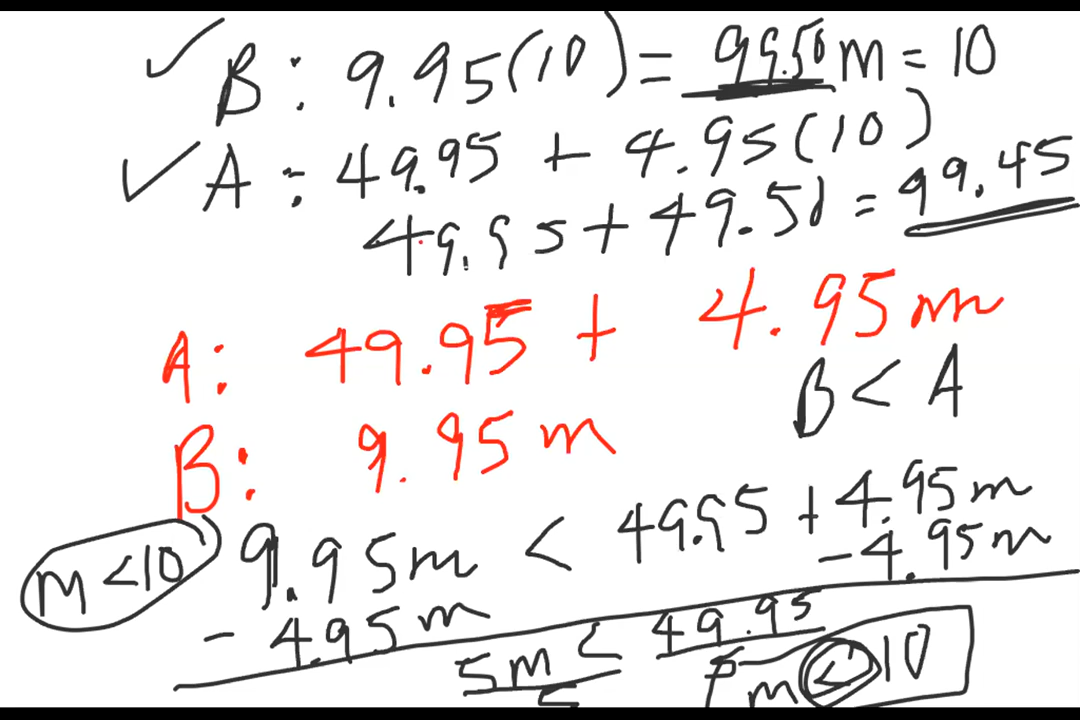 ✓ B: 9.95(10) = 99.50 m = 10
✓ A: 49.95 + 4.95(10)
49.95 + 49.50 = 99.45
A: 49.95 + 4.95m
B < A
B: 9.95m
m < 10
9.95m < 49.95 + 4.95m
- 4.95m - 4.95m
5m < 49.95
5 5
m < 10